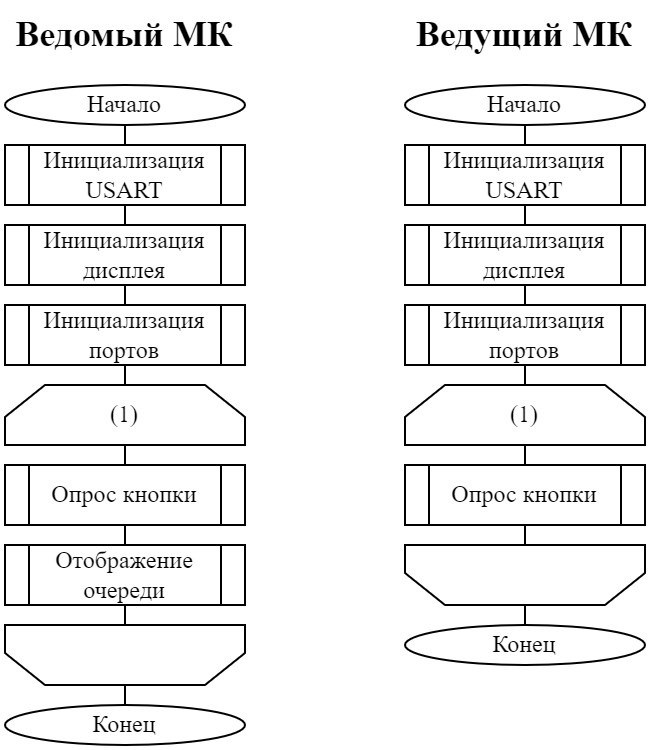 Ведомый МК
Начало
Инициализация
USART
Инициализация
дисплея
Инициализация
портов
(1)
Опрос кнопки
Отображение
очереди
Конец
Ведущий МК
Начало
Инициализация
USART
Инициализация
дисплея
Инициализация
портов
(1)
Опрос кнопки
Конец